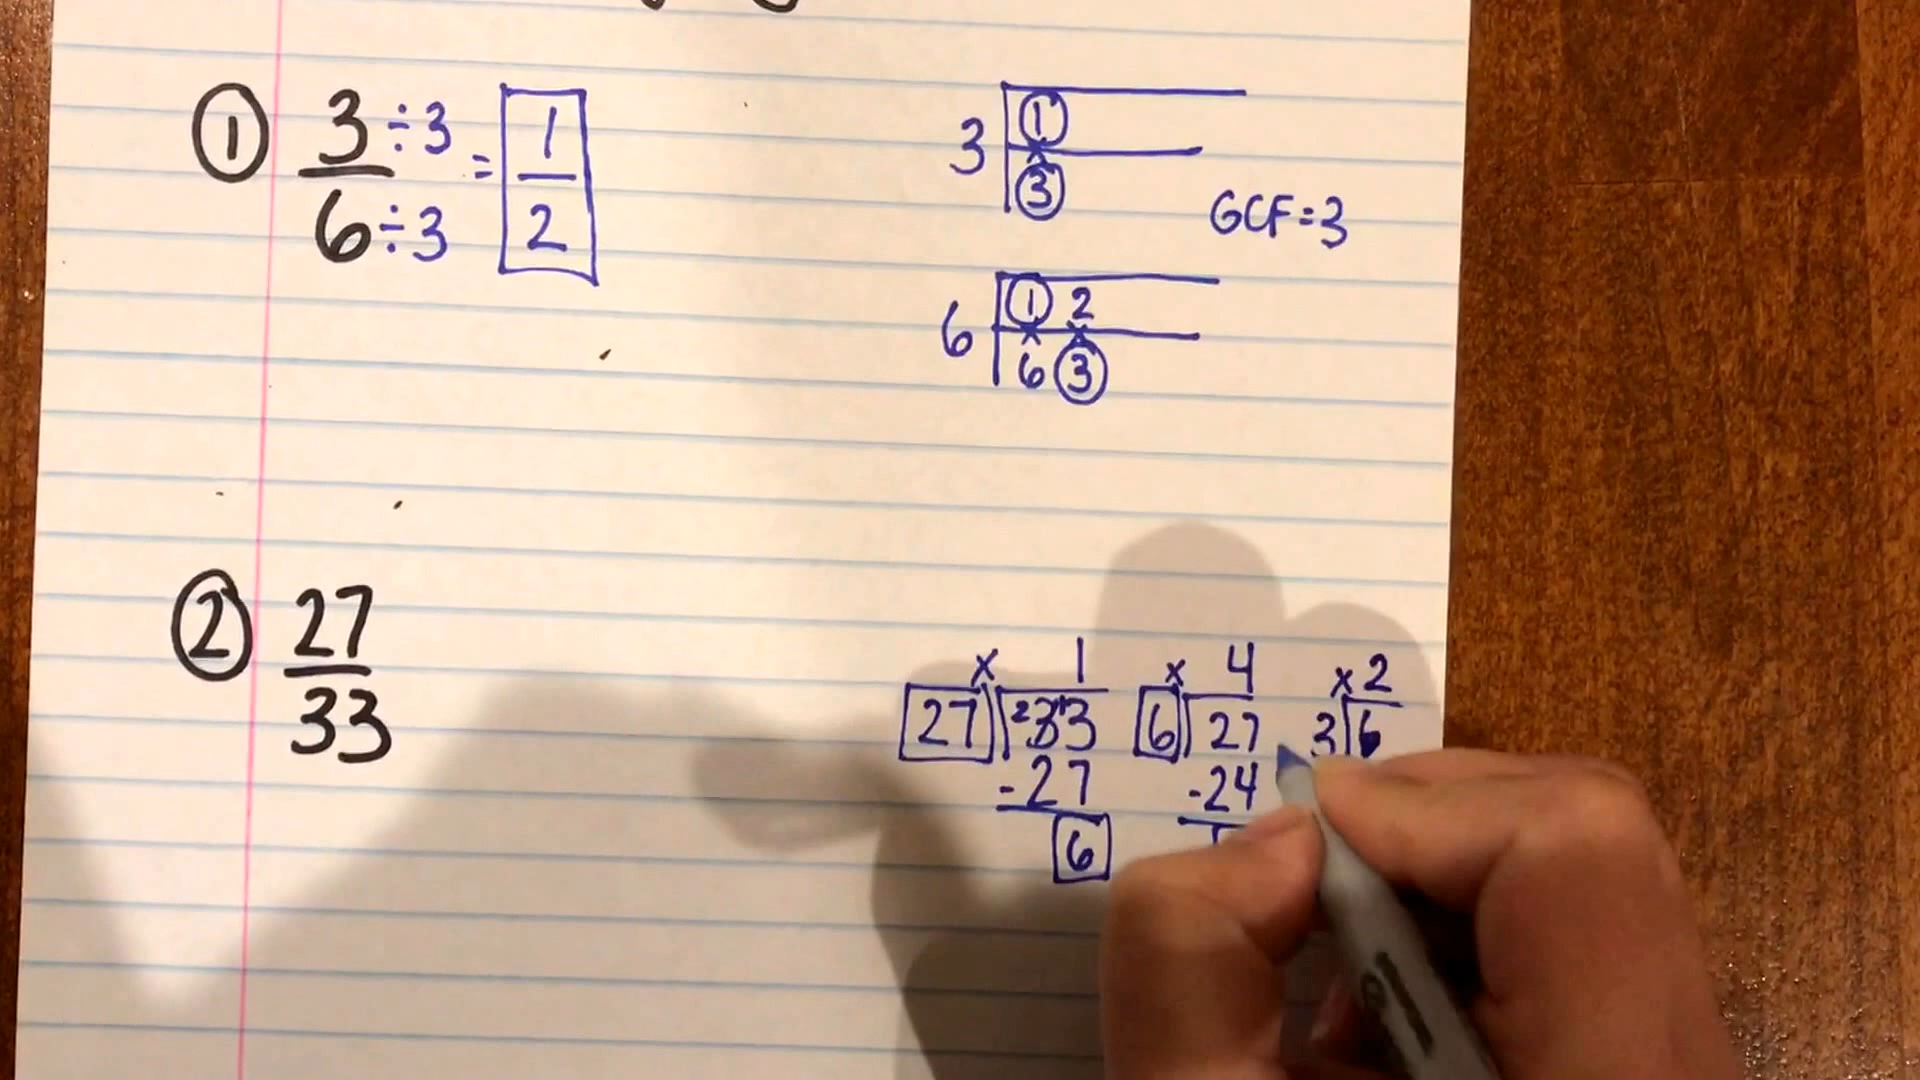 ① 3 ÷3 = 1
6 ÷3 2
3 1
3
GCF=3
6 1 2
6 3
② 27
33
x 1
27 33
-27
6
x 4
6 27
-24
x 2
3 6